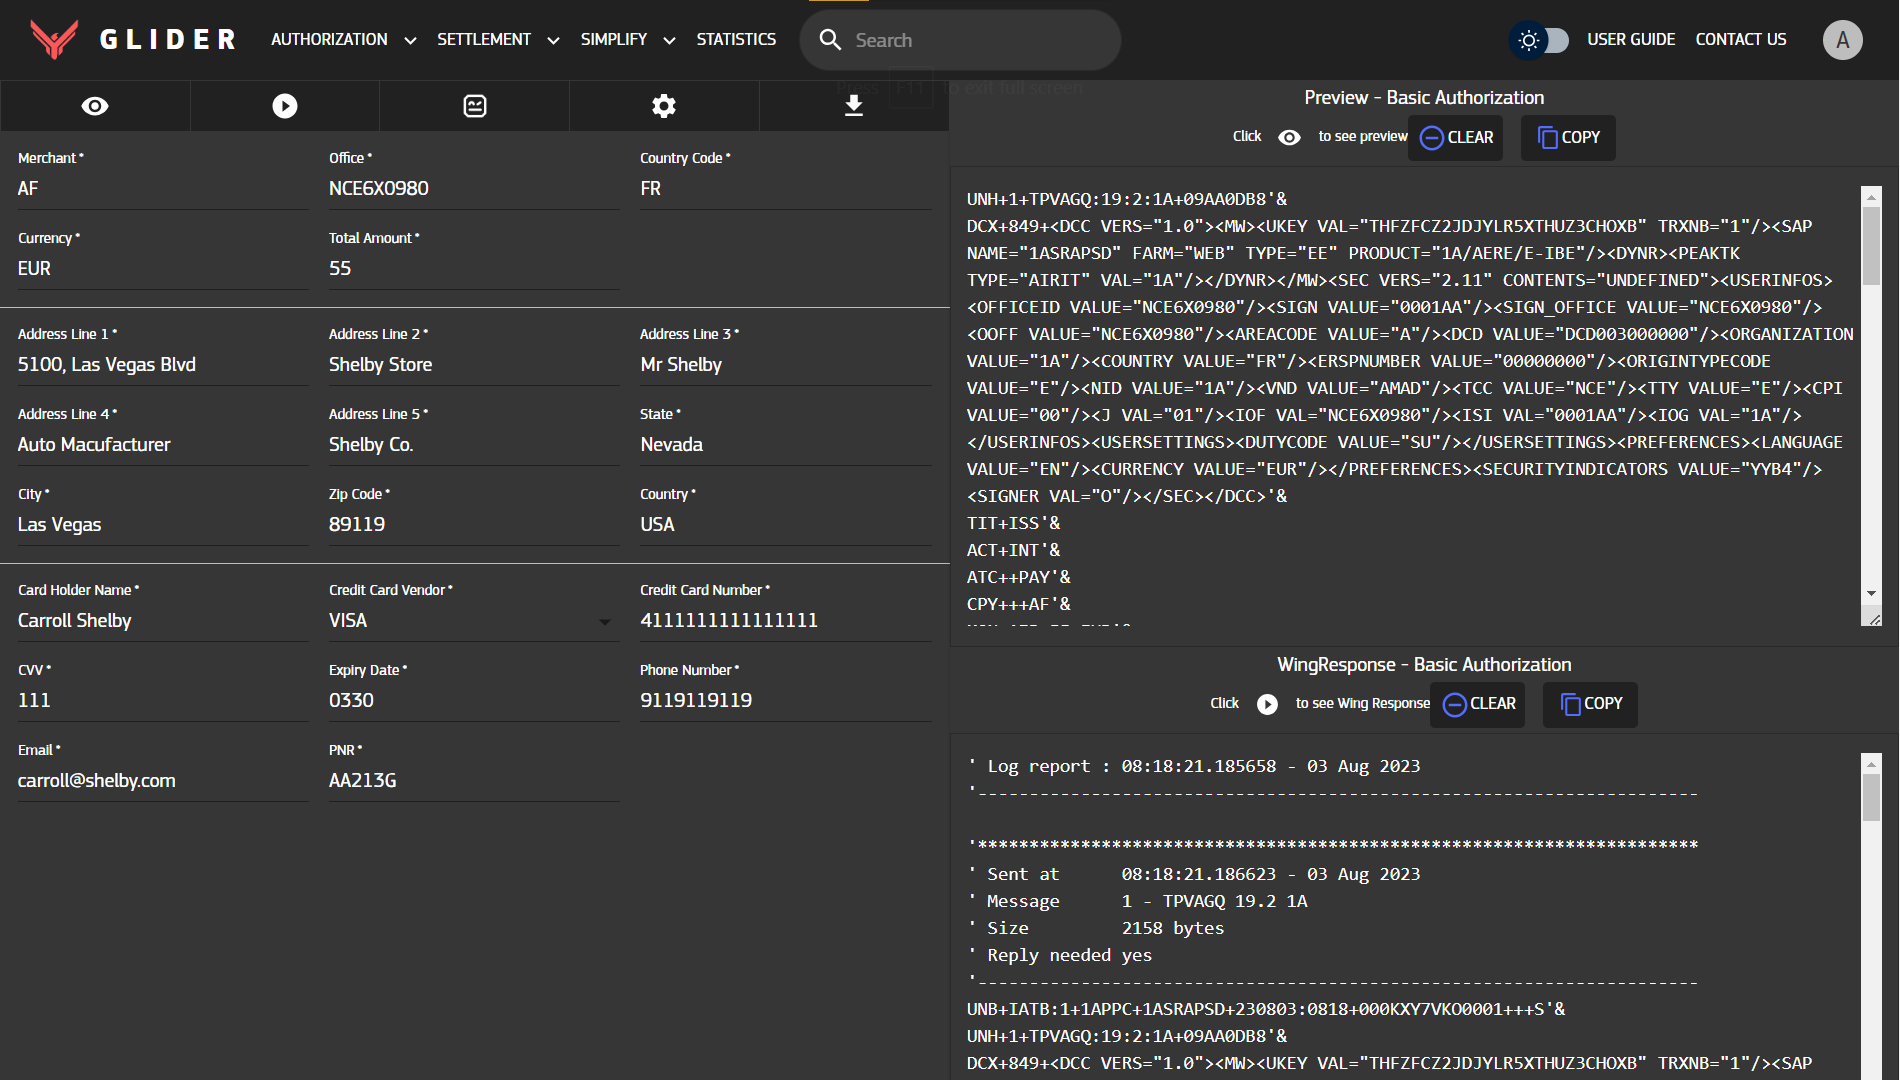 GLIDER
AUTHORIZATION
SETTLEMENT
SIMPLIFY
STATISTICS
Search
USER GUIDE
CONTACT US
A
Press F11 to exit full screen
Merchant *
AF
Office *
NCE6X0980
Country Code *
FR
Currency *
EUR
Total Amount *
55
Address Line 1 *
5100, Las Vegas Blvd
Address Line 2 *
Shelby Store
Address Line 3 *
Mr Shelby
Address Line 4 *
Auto Macufacturer
Address Line 5 *
Shelby Co.
State *
Nevada
City *
Las Vegas
Zip Code *
89119
Country *
USA
Card Holder Name *
Carroll Shelby
Credit Card Vendor *
VISA
Credit Card Number *
4111111111111111
CVV *
111
Expiry Date *
0330
Phone Number *
9119119119
Email *
carroll@shelby.com
PNR *
AA213G
Preview - Basic Authorization
Click to see preview
CLEAR
COPY
UNH+1+TPVAGQ:19:2:1A+09AA0DB8'&
DCX+849+<DCC VERS="1.0"><MW><UKEY VAL="THFZFCZ2JDJYLR5XTHUZ3CHOXB" TRXNB="1"/><SAP
NAME="1ASRAPSD" FARM="WEB" TYPE="EE" PRODUCT="1A/AERE/E-IBE"/><DYNR><PEAKTK
TYPE="AIRIT" VAL="1A"/></DYNR></MW><SEC VERS="2.11" CONTENTS="UNDEFINED"><USERINFOS>
<OFFICEID VALUE="NCE6X0980"/><SIGN VALUE="0001AA"/><SIGN_OFFICE VALUE="NCE6X0980"/>
<OOFF VALUE="NCE6X0980"/><AREACODE VALUE="A"/><DCD VALUE="DCD003000000"/><ORGANIZATION
VALUE="1A"/><COUNTRY VALUE="FR"/><ERSPNUMBER VALUE="00000000"/><ORIGINTYPECODE
VALUE="E"/><NID VALUE="1A"/><VND VALUE="AMAD"/><TCC VALUE="NCE"/><TTY VALUE="E"/><CPI
VALUE="00"/><J VAL="01"/><IOF VAL="NCE6X0980"/><ISI VAL="0001AA"/><IOG VAL="1A"/>
</USERINFOS><USERSETTINGS><DUTYCODE VALUE="SU"/></USERSETTINGS><PREFERENCES><LANGUAGE
VALUE="EN"/><CURRENCY VALUE="EUR"/></PREFERENCES><SECURITYINDICATORS VALUE="YYB4"/>
<SIGNER VAL="O"/></SEC></DCC>'&
TIT+ISS'&
ACT+INT'&
ATC++PAY'&
CPY+++AF'&
WingResponse - Basic Authorization
Click to see Wing Response
CLEAR
COPY
' Log report : 08:18:21.185658 - 03 Aug 2023
'----------------------------------------------------------------------
'**********************************************************************
' Sent at 08:18:21.186623 - 03 Aug 2023
' Message 1 - TPVAGQ 19.2 1A
' Size 2158 bytes
' Reply needed yes
'----------------------------------------------------------------------
UNB+IATB:1+1APPC+1ASRAPSD+230803:0818+000KXY7VKO0001+++S'&
UNH+1+TPVAGQ:19:2:1A+09AA0DB8'&
DCX+849+<DCC VERS="1.0"><MW><UKEY VAL="THFZFCZ2JDJYLR5XTHUZ3CHOXB" TRXNB="1"/><SAP